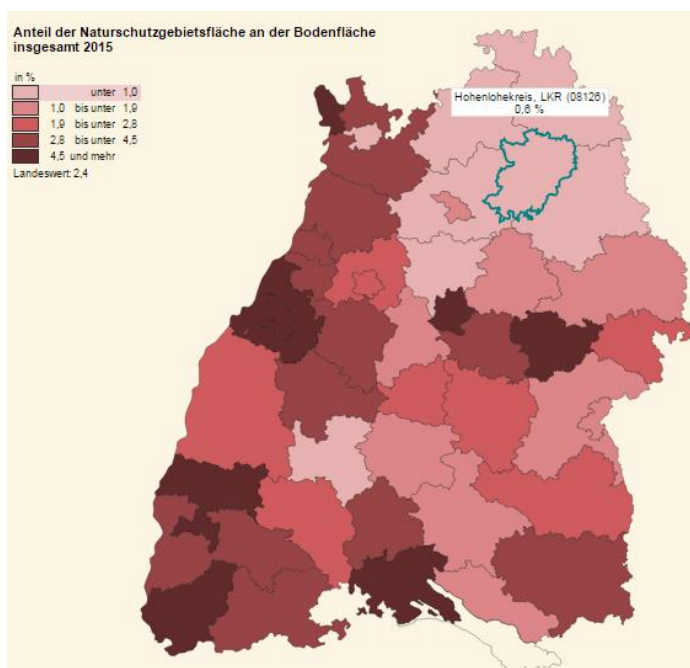 Anteil der Naturschutzgebietsfläche an der Bodenfläche
insgesamt 2015
in %
unter 1,0
1,0 bis unter 1,9
1,9 bis unter 2,8
2,8 bis unter 4,5
4,5 und mehr
Landeswert: 2,4
Hohenlohekreis, LKR (08126)
0,6 %